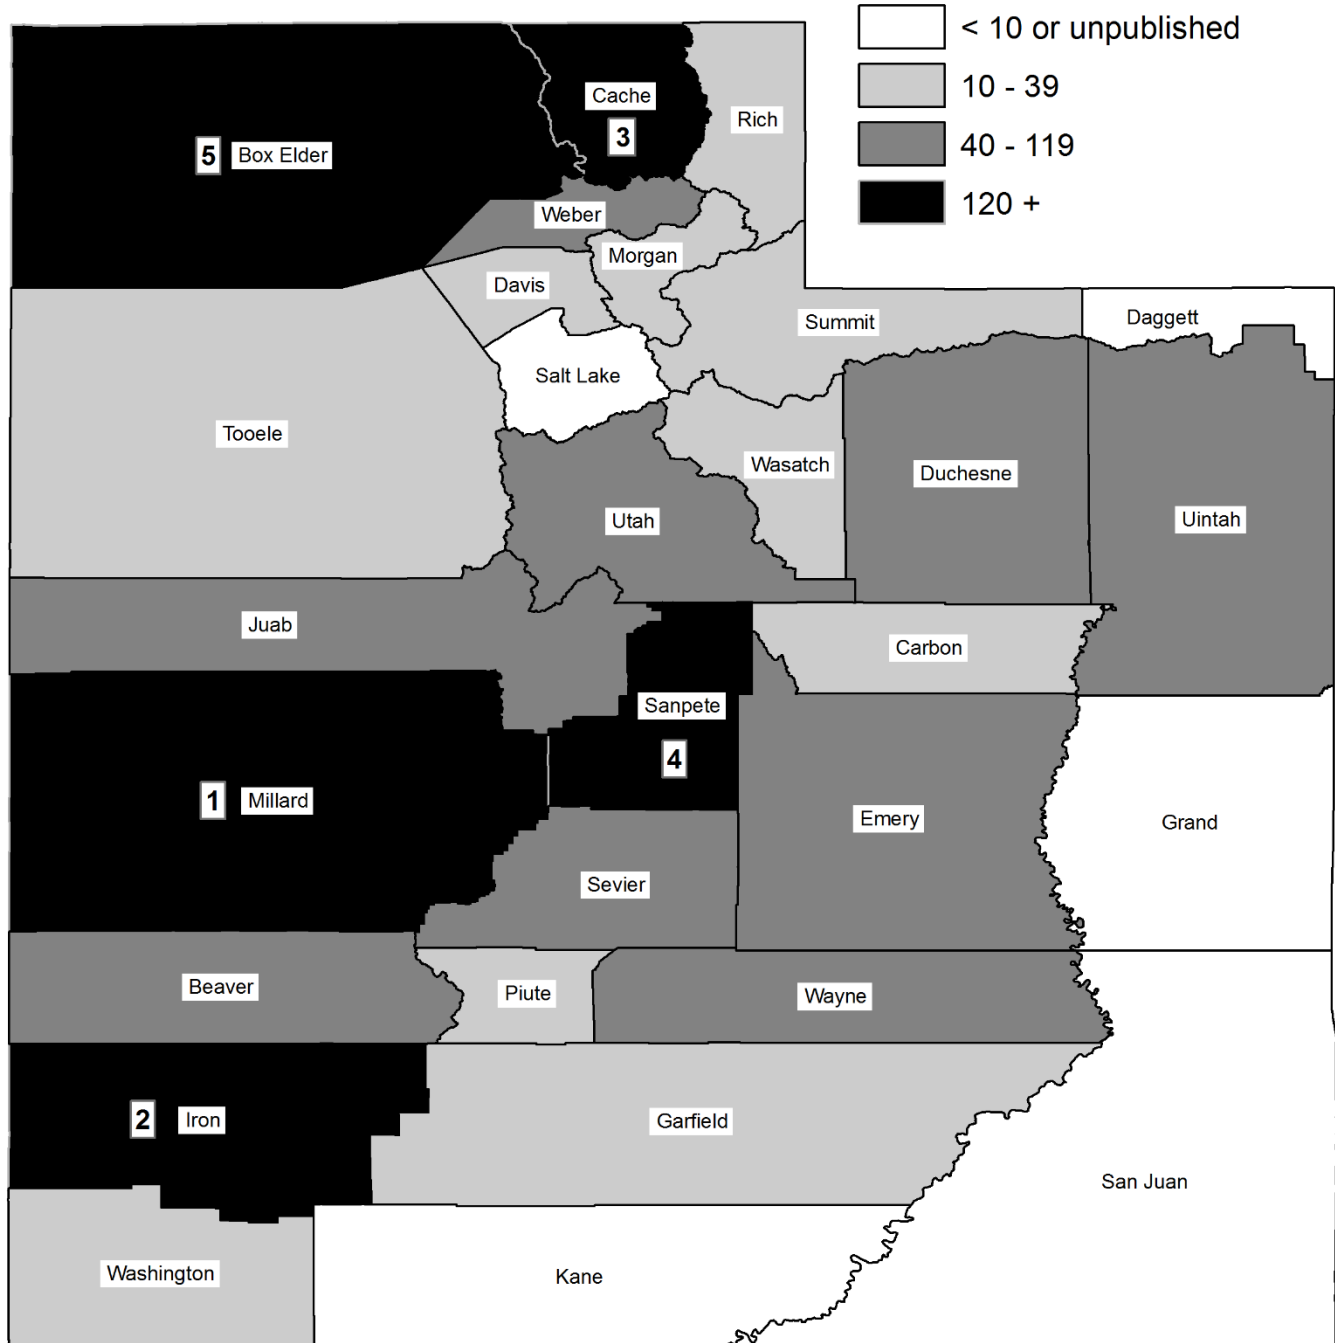 < 10 or unpublished
10 - 39
40 - 119
120 +
Cache
3
Rich
5 Box Elder
Weber
Morgan
Davis
Summit
Daggett
Salt Lake
Tooele
Wasatch
Duchesne
Utah
Uintah
Juab
Carbon
Sanpete
4
1 Millard
Emery
Grand
Sevier
Beaver
Piute
Wayne
2 Iron
Garfield
San Juan
Washington
Kane